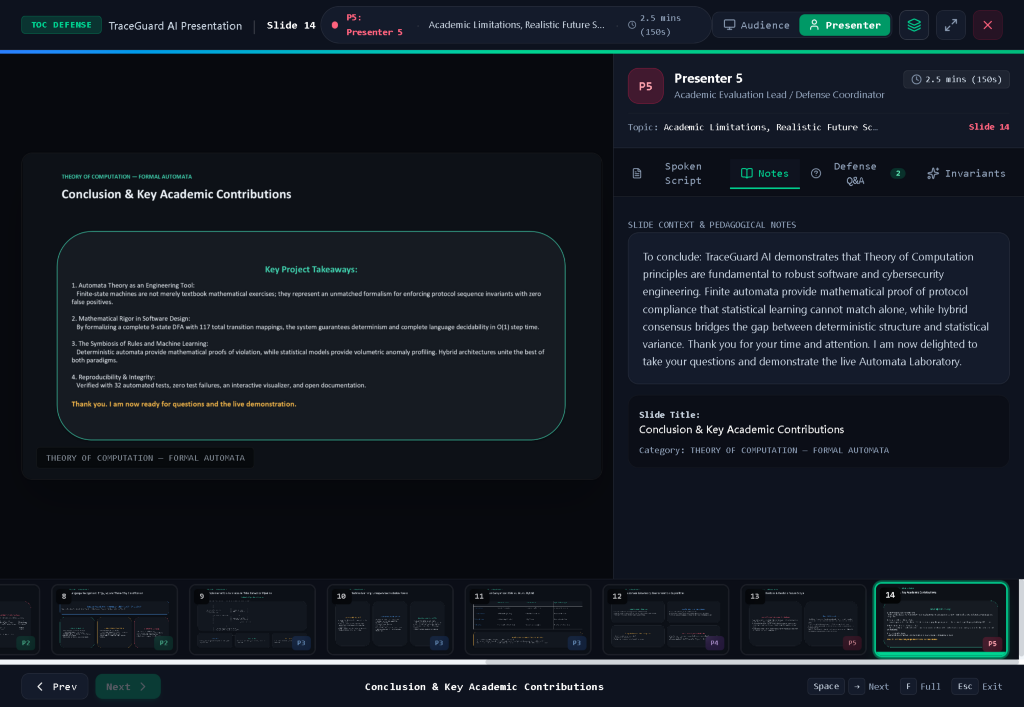 TOC DEFENSE
TraceGuard AI Presentation
Slide 14
P5:
Presenter 5
Academic Limitations, Realistic Future S...
2.5 mins
(150s)
Audience
Presenter
THEORY OF COMPUTATION — FORMAL AUTOMATA
Conclusion & Key Academic Contributions
Key Project Takeaways:
1. Automata Theory as an Engineering Tool:
Finite-state machines are not merely textbook mathematical exercises; they represent an unmatched formalism for enforcing protocol sequence invariants with zero
false positives.
2. Mathematical Rigor in Software Design:
By formalizing a complete 9-state DFA with 117 total transition mappings, the system guarantees determinism and complete language decidability in O(1) step time.
3. The Symbiosis of Rules and Machine Learning:
Deterministic automata provide mathematical proofs of violation, while statistical models provide volumetric anomaly profiling. Hybrid architectures unite the best of
both paradigms.
4. Reproducibility & Integrity:
Verified with 32 automated tests, zero test failures, an interactive visualizer, and open documentation.
Thank you. I am now ready for questions and the live demonstration.
THEORY OF COMPUTATION — FORMAL AUTOMATA
P5
Presenter 5
Academic Evaluation Lead / Defense Coordinator
2.5 mins (150s)
Topic: Academic Limitations, Realistic Future Sc…
Slide 14
Spoken
Script
Notes
Defense
Q&A
2
Invariants
SLIDE CONTEXT & PEDAGOGICAL NOTES
To conclude: TraceGuard AI demonstrates that Theory of Computation
principles are fundamental to robust software and cybersecurity
engineering. Finite automata provide mathematical proof of protocol
compliance that statistical learning cannot match alone, while hybrid
consensus bridges the gap between deterministic structure and statistical
variance. Thank you for your time and attention. I am now delighted to
take your questions and demonstrate the live Automata Laboratory.
Slide Title:
Conclusion & Key Academic Contributions
Category: THEORY OF COMPUTATION — FORMAL AUTOMATA
P2
8
P2
9
P3
10
P3
11
P3
12
P4
13
P5
14
P5
Prev
Next
Conclusion & Key Academic Contributions
Space
→
Next
F
Full
Esc
Exit